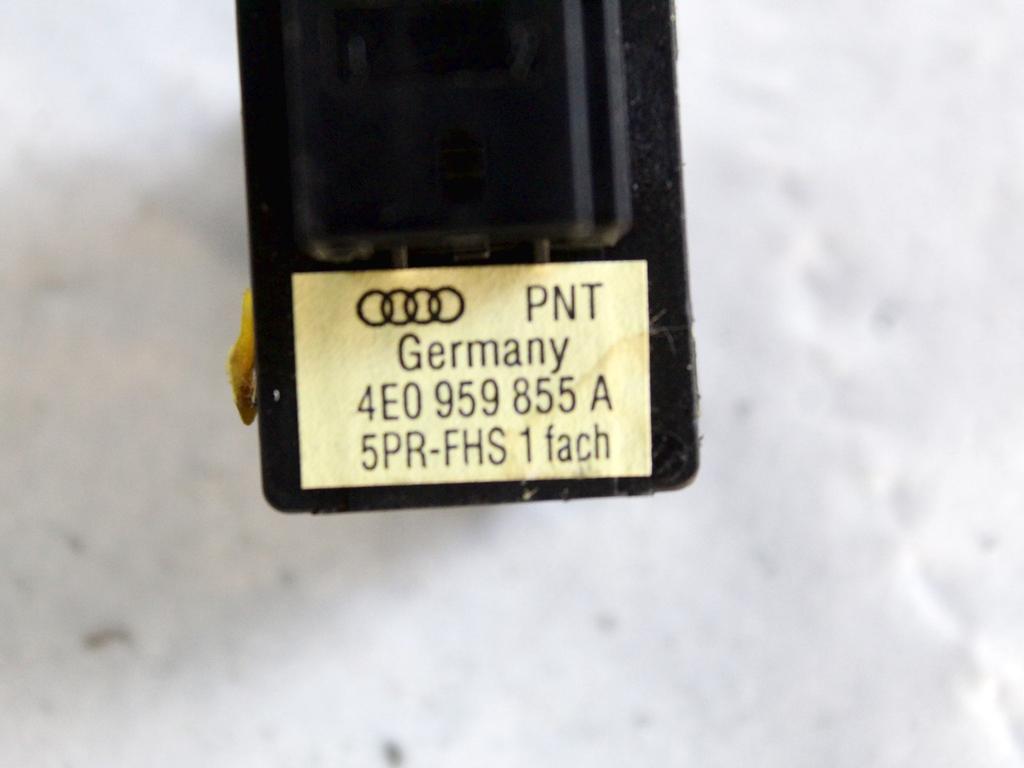 PNT
Germany
4E0 959 855 A
5PR-FHS 1 fach